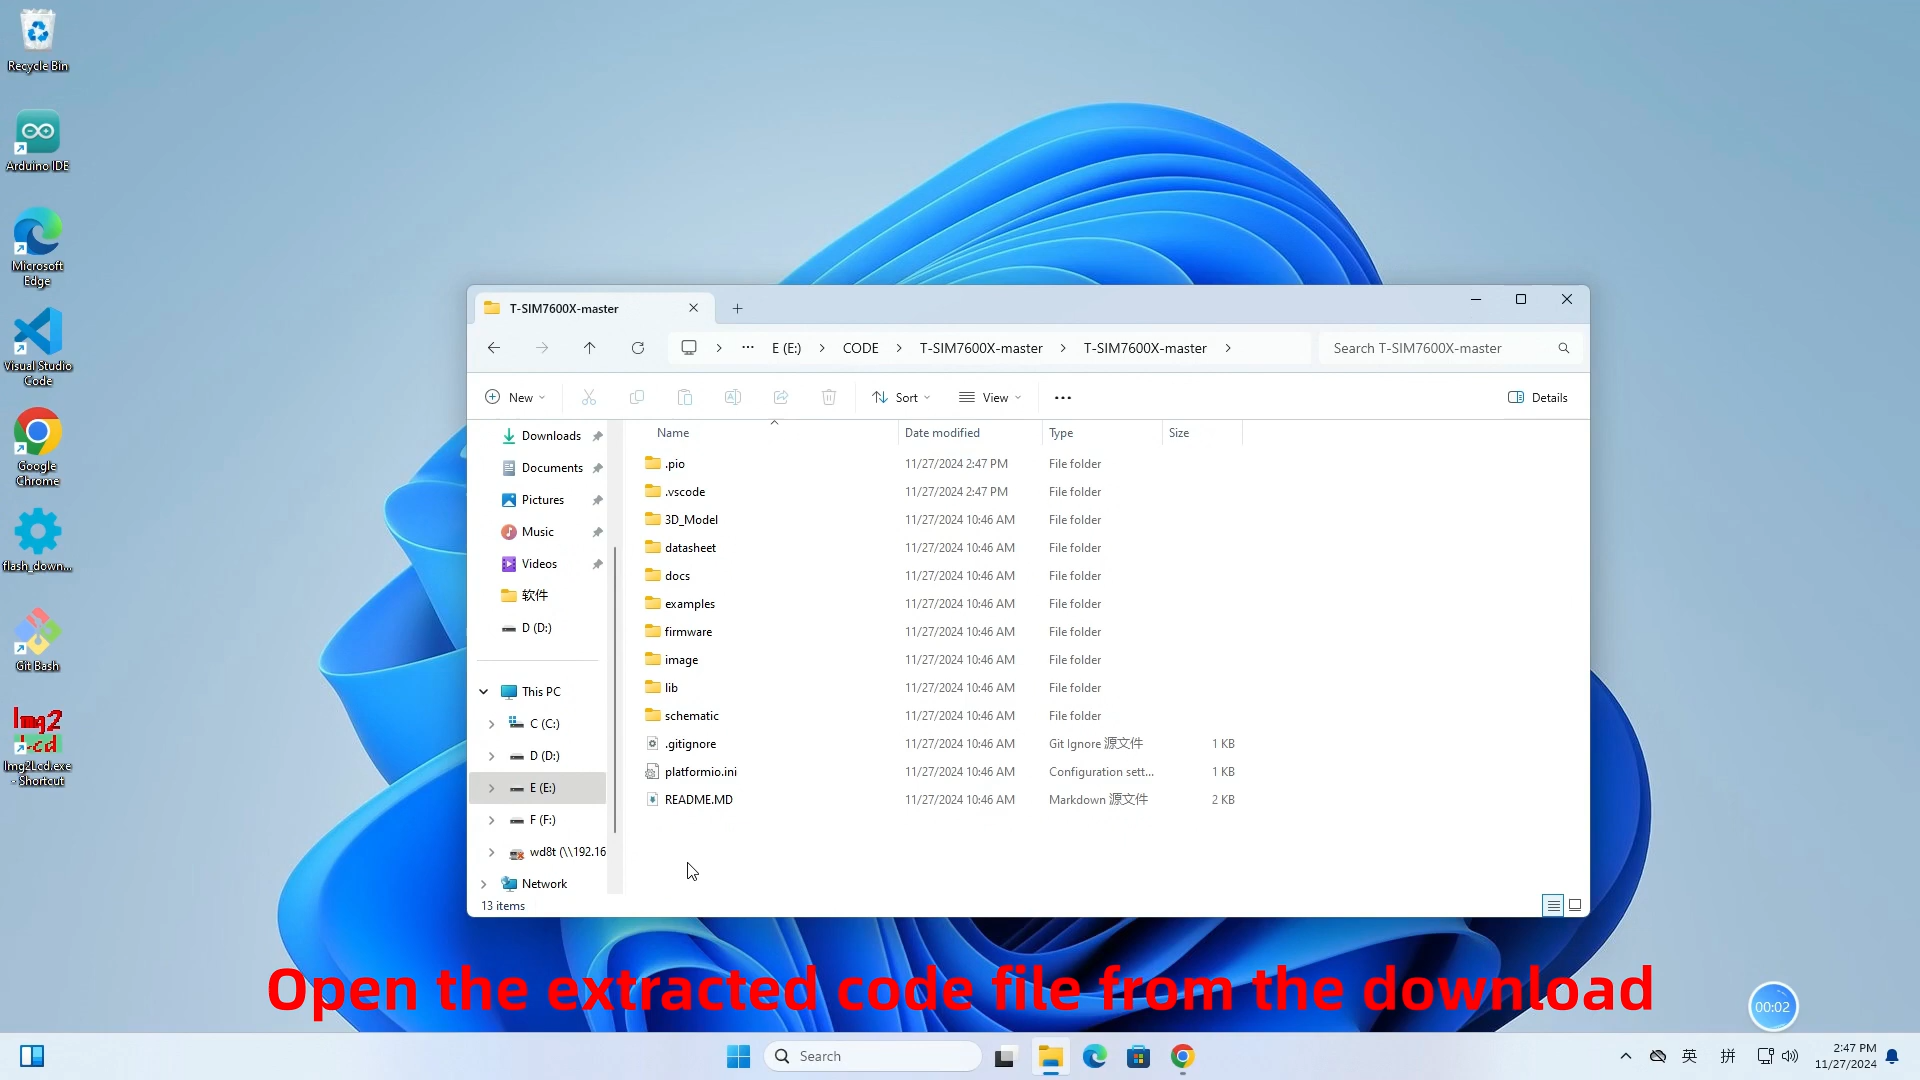 Recycle Bin
Arduino IDE
Microsoft
Edge
Visual Studio
Code
Google
Chrome
flash_down...
Git Bash
Img2
Lcd
Img2Lcd.exe
- Shortcut
T-SIM7600X-master
E (E:) > CODE > T-SIM7600X-master > T-SIM7600X-master >
Search T-SIM7600X-master
New
Sort
View
Details
Downloads
Documents
Pictures
Music
Videos
软件
D (D:)
This PC
C (C:)
D (D:)
E (E:)
F (F:)
wd8t (\\192.16
Network
Name Date modified Type Size
.pio 11/27/2024 2:47 PM File folder
.vscode 11/27/2024 2:47 PM File folder
3D_Model 11/27/2024 10:46 AM File folder
datasheet 11/27/2024 10:46 AM File folder
docs 11/27/2024 10:46 AM File folder
examples 11/27/2024 10:46 AM File folder
firmware 11/27/2024 10:46 AM File folder
image 11/27/2024 10:46 AM File folder
lib 11/27/2024 10:46 AM File folder
schematic 11/27/2024 10:46 AM File folder
.gitignore 11/27/2024 10:46 AM Git Ignore 源文件 1 KB
platformio.ini 11/27/2024 10:46 AM Configuration sett... 1 KB
README.MD 11/27/2024 10:46 AM Markdown 源文件 2 KB
13 items
Open the extracted code file from the download
00:02
Search
英
拼
2:47 PM
11/27/2024